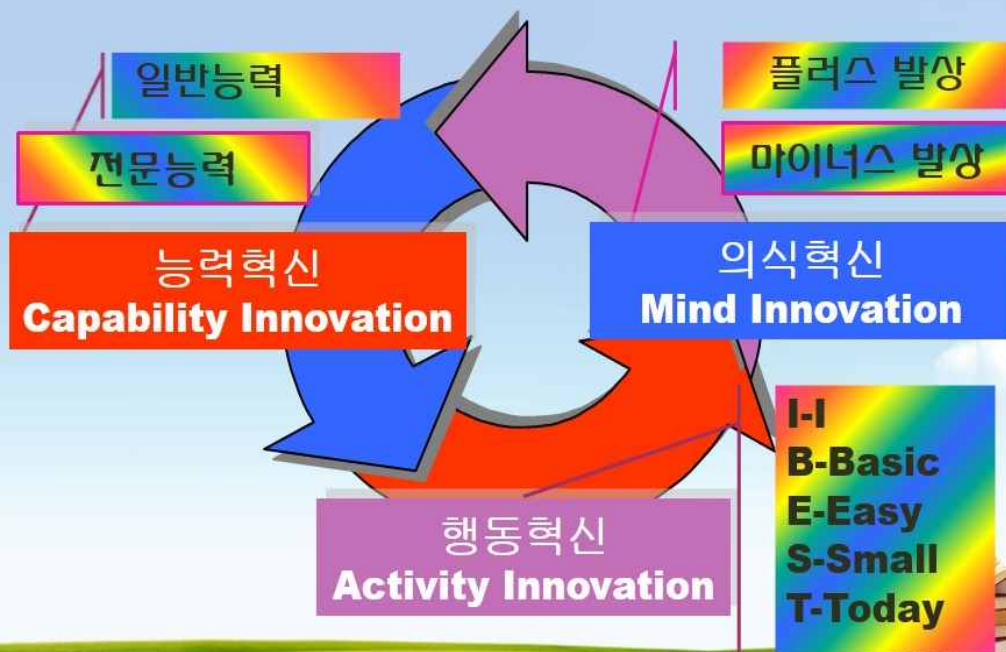 일반능력
전문능력
능력혁신
Capability Innovation
플러스 발상
마이너스 발상
의식혁신
Mind Innovation
행동혁신
Activity Innovation
I-I
B-Basic
E-Easy
S-Small
T-Today